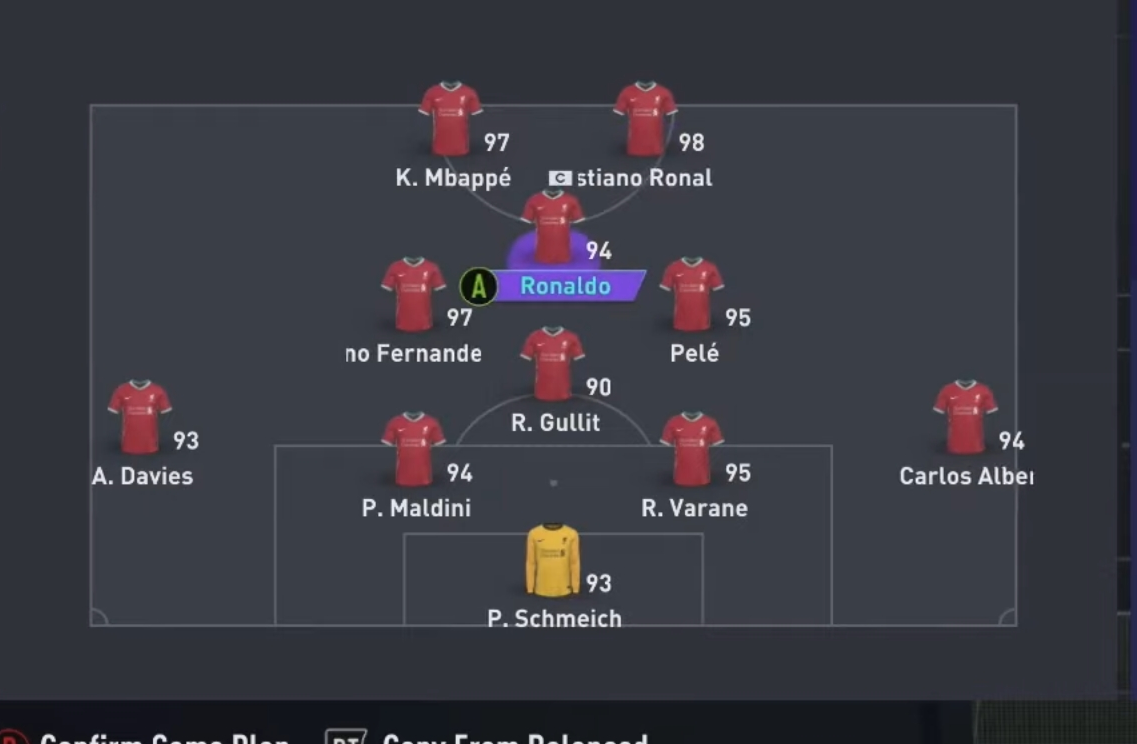 97
98
K. Mbappé
C stiano Ronal
94
A Ronaldo
97
95
no Fernande
Pelé
90
R. Gullit
93
94
A. Davies
Carlos Alber
94
95
P. Maldini
R. Varane
93
P. Schmeich
B Confirm Game Plan RT Copy From Balanced